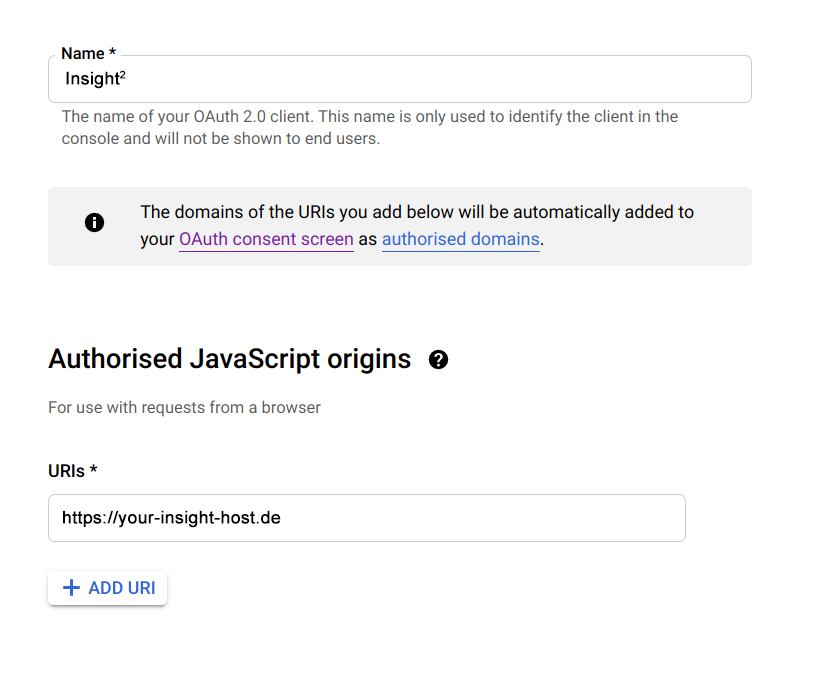 Name *
Insight²
The name of your OAuth 2.0 client. This name is only used to identify the client in the
console and will not be shown to end users.
The domains of the URIs you add below will be automatically added to
your OAuth consent screen as authorised domains.
Authorised JavaScript origins
For use with requests from a browser
URIs *
https://your-insight-host.de
ADD URI